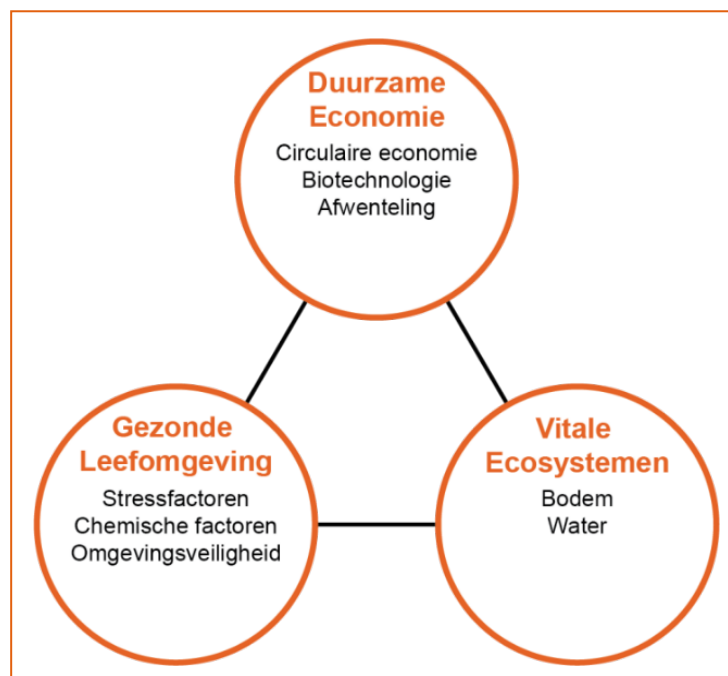 Duurzame
Economie
Circulaire economie
Biotechnologie
Afwenteling
Gezonde
Leefomgeving
Stressfactoren
Chemische factoren
Omgevingsveiligheid
Vitale
Ecosystemen
Bodem
Water